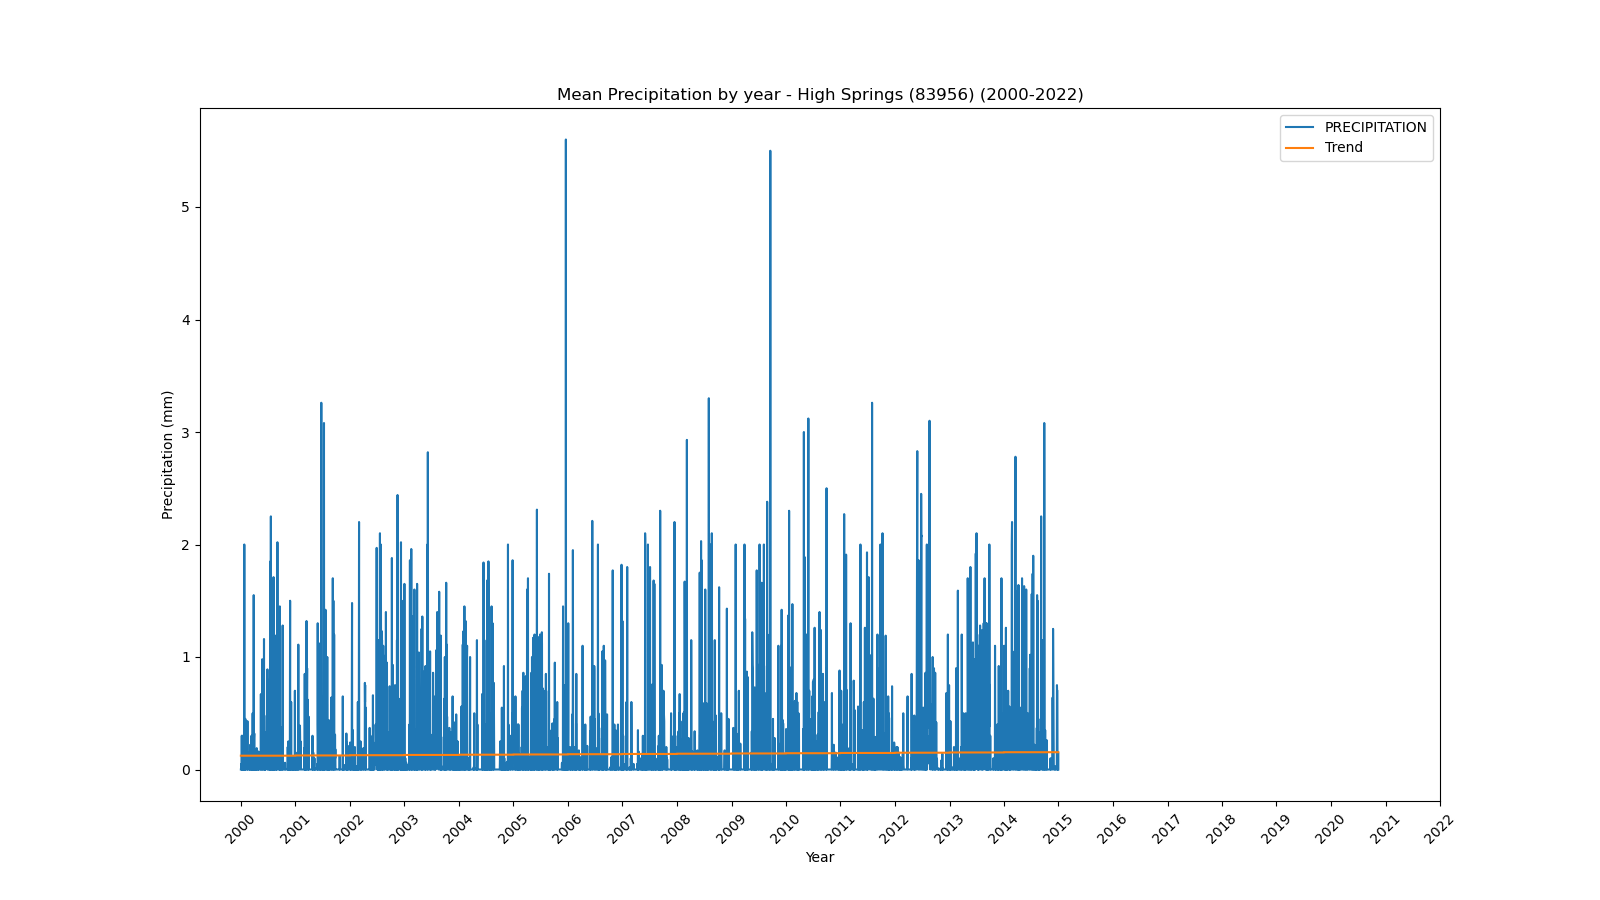 Mean Precipitation by year - High Springs (83956) (2000-2022)
PRECIPITATION
Trend
Precipitation (mm)
5
4
3
2
1
0
2000 2001 2002 2003 2004 2005 2006 2007 2008 2009 2010 2011 2012 2013 2014 2015 2016 2017 2018 2019 2020 2021 2022
Year